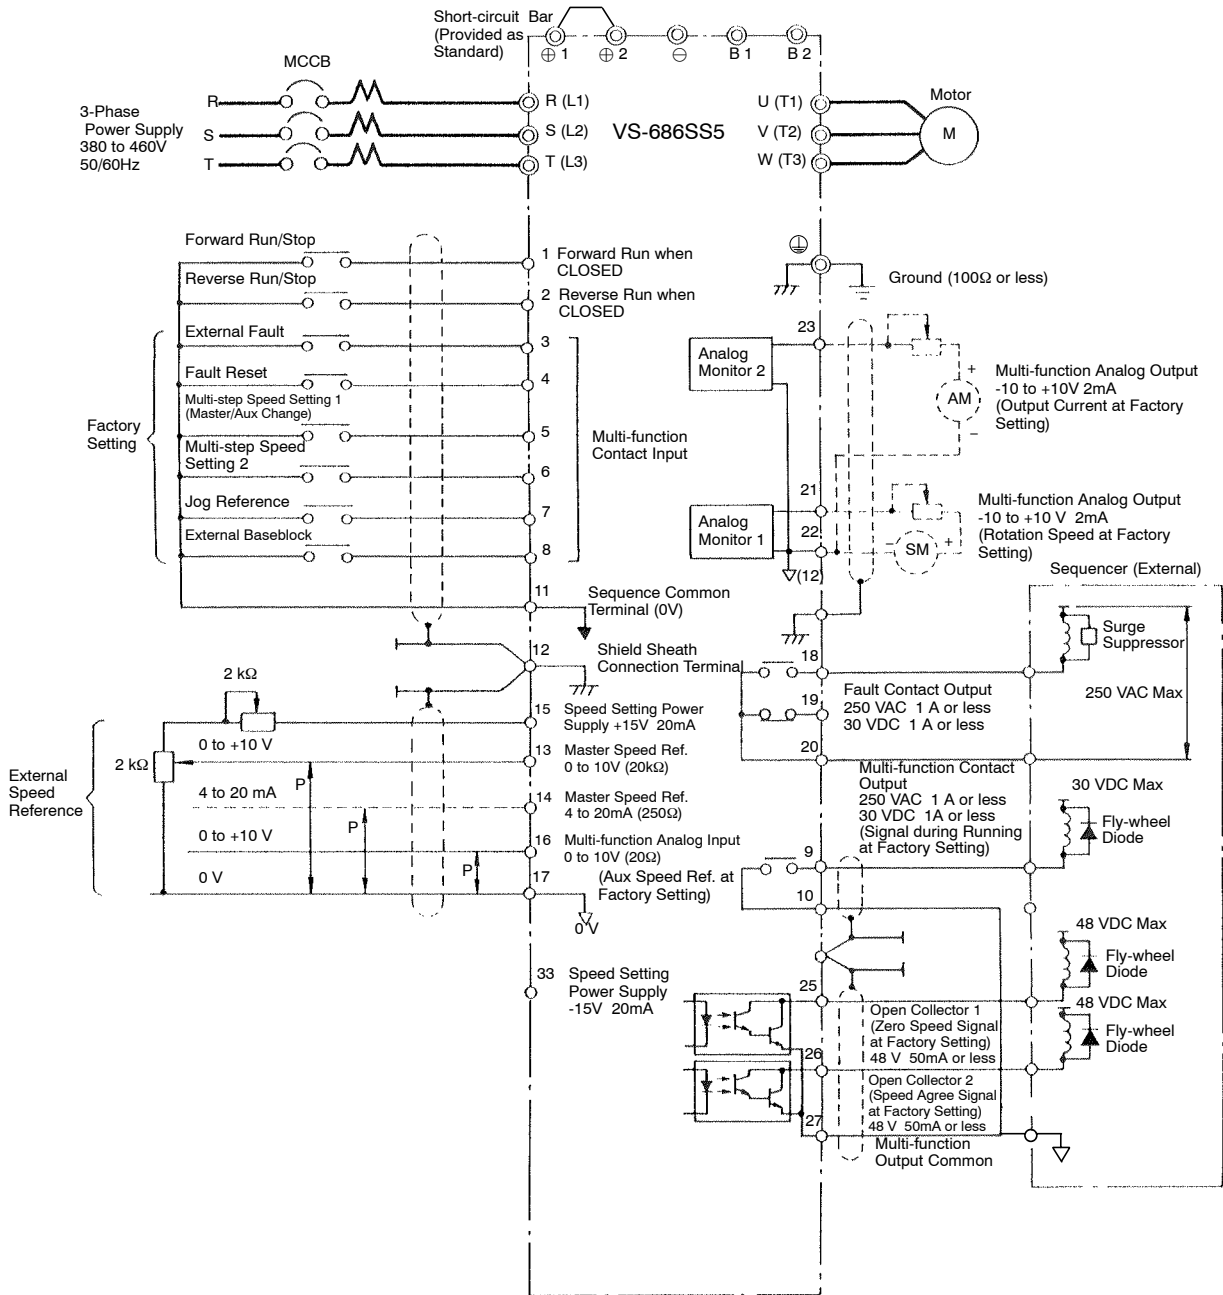 Short-circuit Bar
(Provided as
Standard)
⊕ 1
⊕ 2
⊖
B 1
B 2
MCCB
3-Phase
Power Supply
380 to 460V
50/60Hz
R
S
T
R (L1)
S (L2)
T (L3)
VS-686SS5
U (T1)
V (T2)
W (T3)
Motor
M
Forward Run/Stop
1 Forward Run when
CLOSED
Reverse Run/Stop
2 Reverse Run when
CLOSED
Ground (100Ω or less)
Factory
Setting
External Fault
3
Fault Reset
4
Multi-step Speed Setting 1
(Master/Aux Change)
5
Multi-step Speed
Setting 2
6
Jog Reference
7
External Baseblock
8
Multi-function
Contact Input
11
Sequence Common
Terminal (0V)
12
Shield Sheath
Connection Terminal
23
Analog
Monitor 2
AM
+
−
Multi-function Analog Output
-10 to +10V 2mA
(Output Current at Factory
Setting)
21
Analog
Monitor 1
22
(12)
−
SM
+
Multi-function Analog Output
-10 to +10 V 2mA
(Rotation Speed at Factory
Setting)
Sequencer (External)
Surge
Suppressor
250 VAC Max
18
19
20
Fault Contact Output
250 VAC 1 A or less
30 VDC 1 A or less
External
Speed
Reference
2 kΩ
2 kΩ
0 to +10 V
4 to 20 mA
0 to +10V
0 V
P
P
P
15
Speed Setting Power
Supply +15V 20mA
13
Master Speed Ref.
0 to 10V (20kΩ)
14
Master Speed Ref.
4 to 20mA (250Ω)
16
Multi-function Analog Input
0 to 10V (20Ω)
(Aux Speed Ref. at
Factory Setting)
17
0 V
33
Speed Setting
Power Supply
-15V 20mA
Multi-function Contact
Output
250 VAC 1 A or less
30 VDC 1A or less
(Signal during Running
at Factory Setting)
9
10
30 VDC Max
Fly-wheel
Diode
48 VDC Max
Fly-wheel
Diode
48 VDC Max
Fly-wheel
Diode
25
Open Collector 1
(Zero Speed Signal
at Factory Setting)
48 V 50mA or less
26
Open Collector 2
(Speed Agree Signal
at Factory Setting)
48 V 50mA or less
27
Multi-function
Output Common